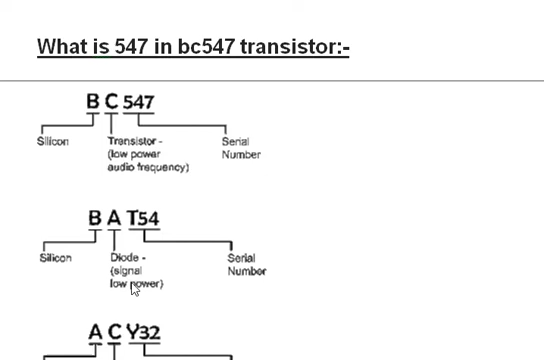 What is 547 in bc547 transistor:-
B C 547
Silicon
Transistor -
(low power
audio frequency)
Serial
Number
B A T54
Silicon
Diode -
(signal
low power)
Serial
Number
A C Y32